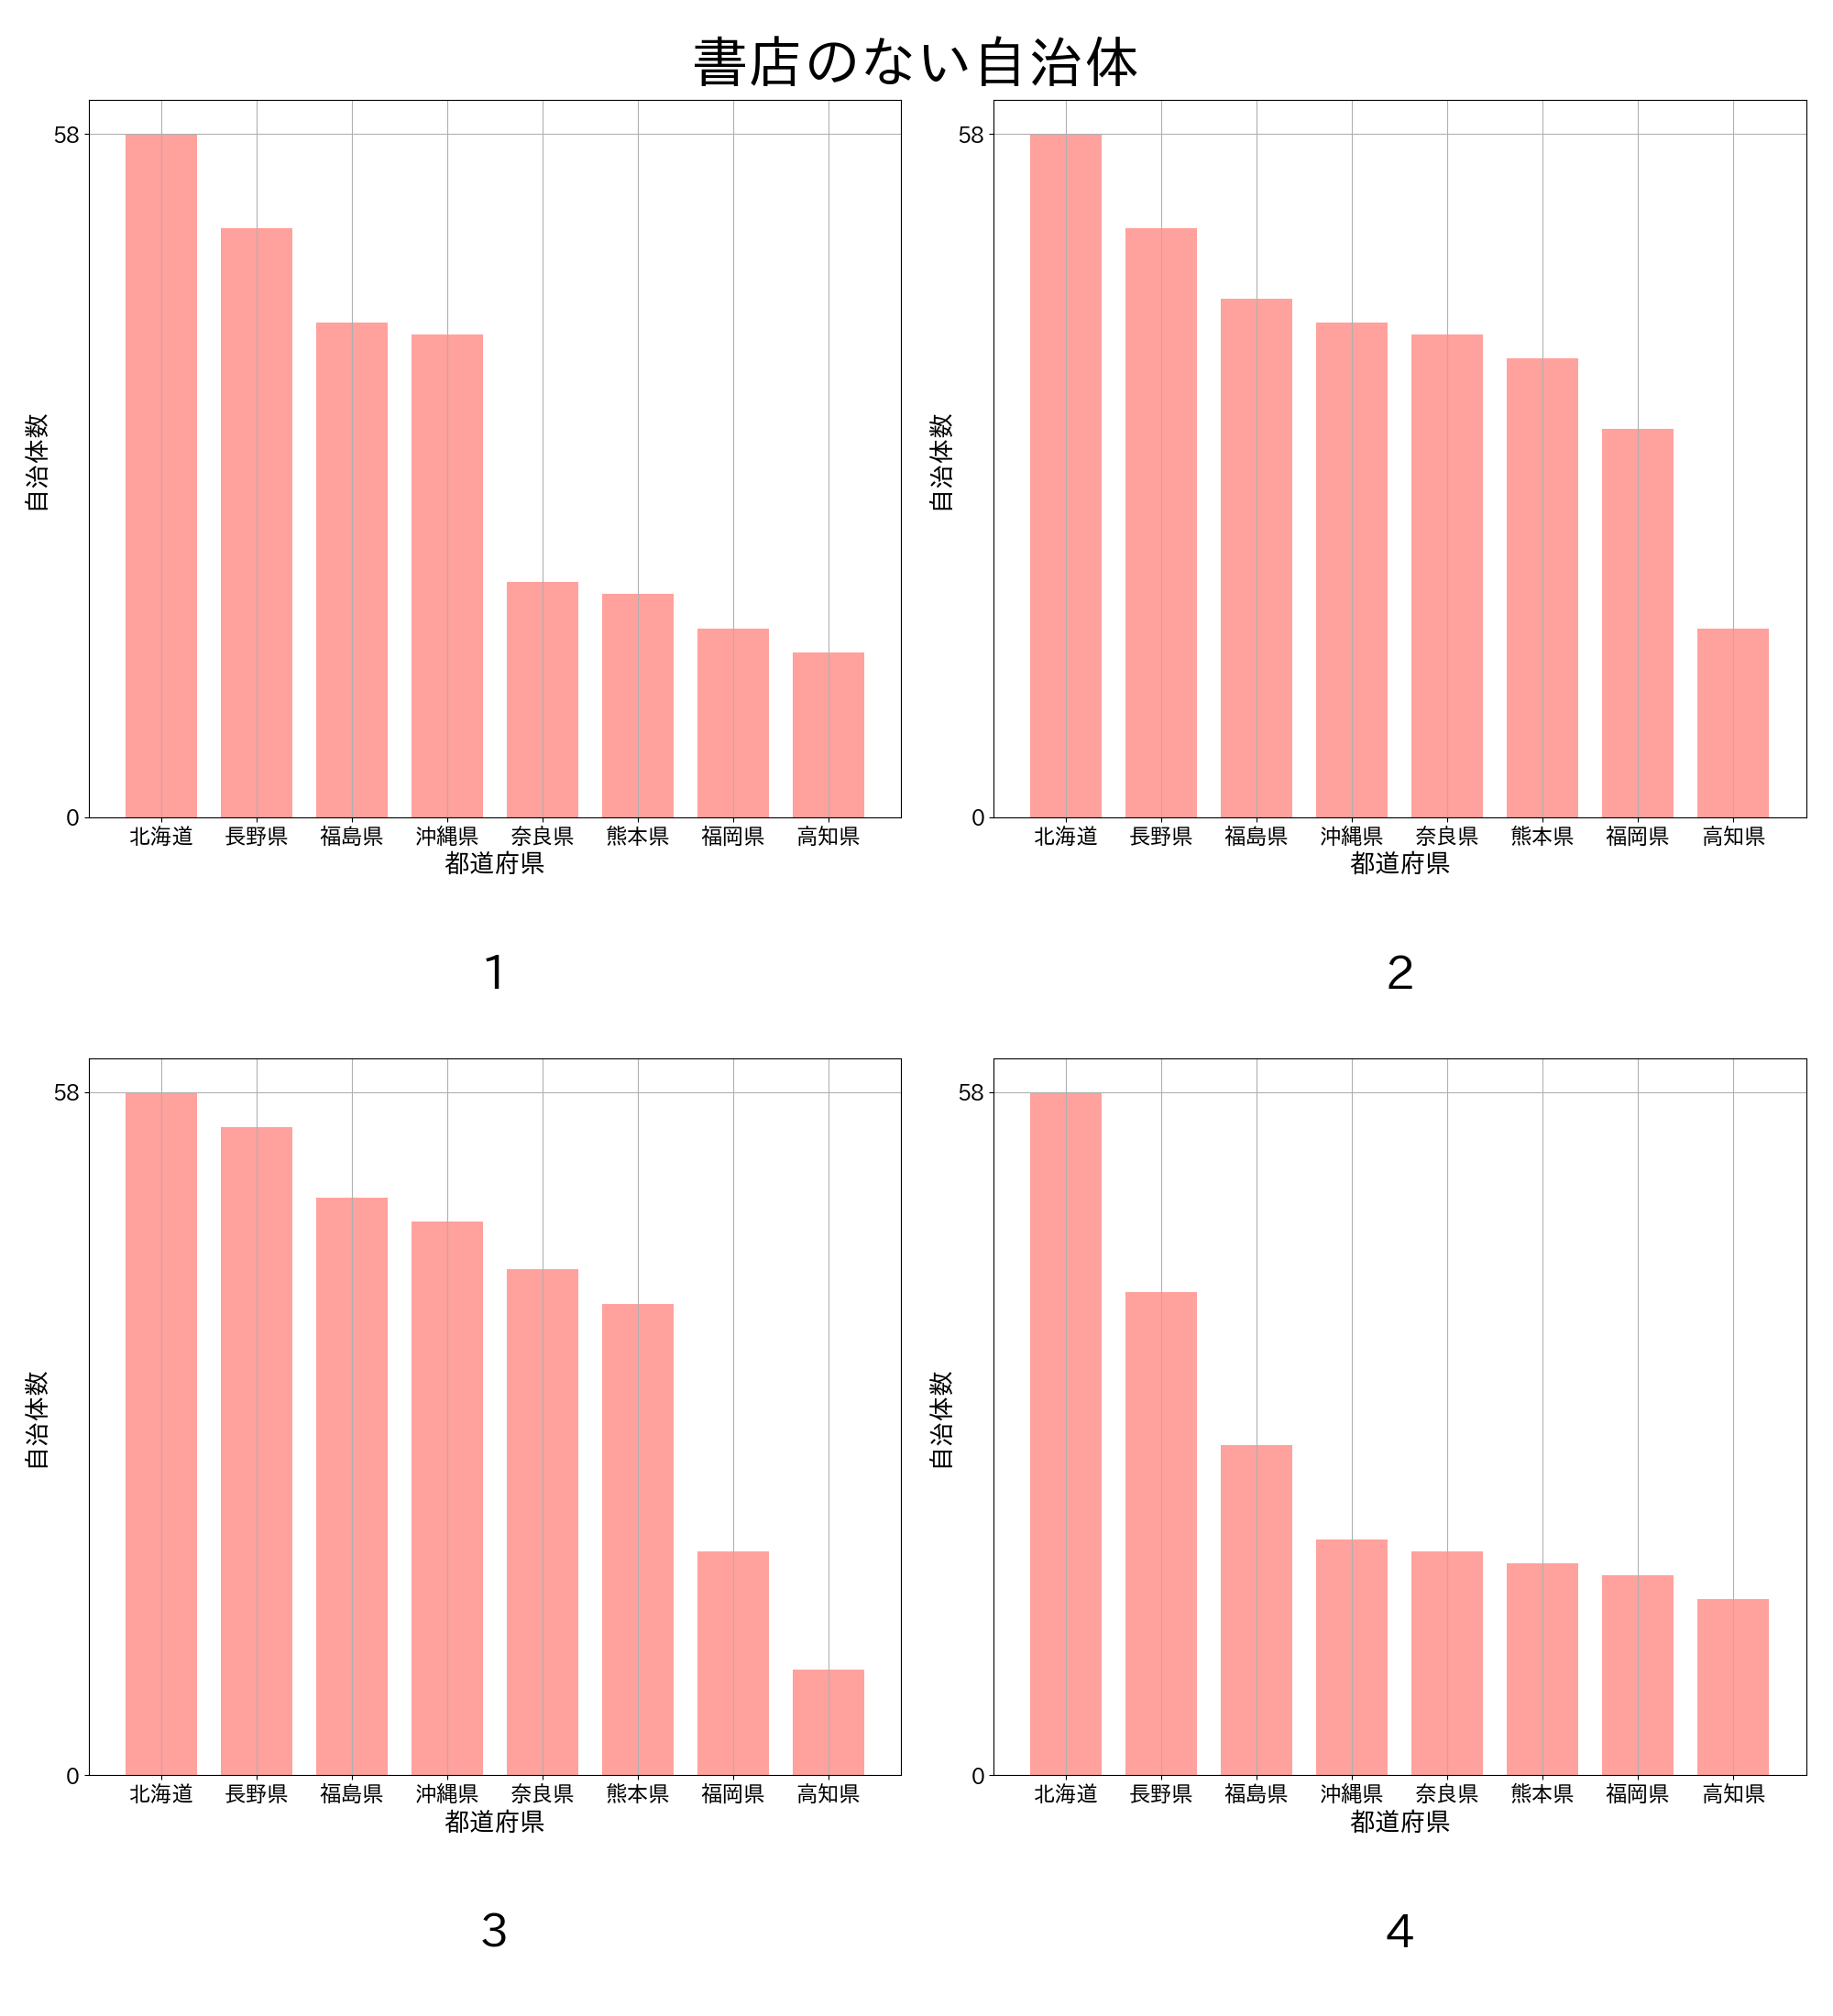 書店のない自治体
58
0
自治体数
北海道 長野県 福島県 沖縄県 奈良県 熊本県 福岡県 高知県
都道府県
1
58
0
自治体数
北海道 長野県 福島県 沖縄県 奈良県 熊本県 福岡県 高知県
都道府県
2
58
0
自治体数
北海道 長野県 福島県 沖縄県 奈良県 熊本県 福岡県 高知県
都道府県
3
58
0
自治体数
北海道 長野県 福島県 沖縄県 奈良県 熊本県 福岡県 高知県
都道府県
4